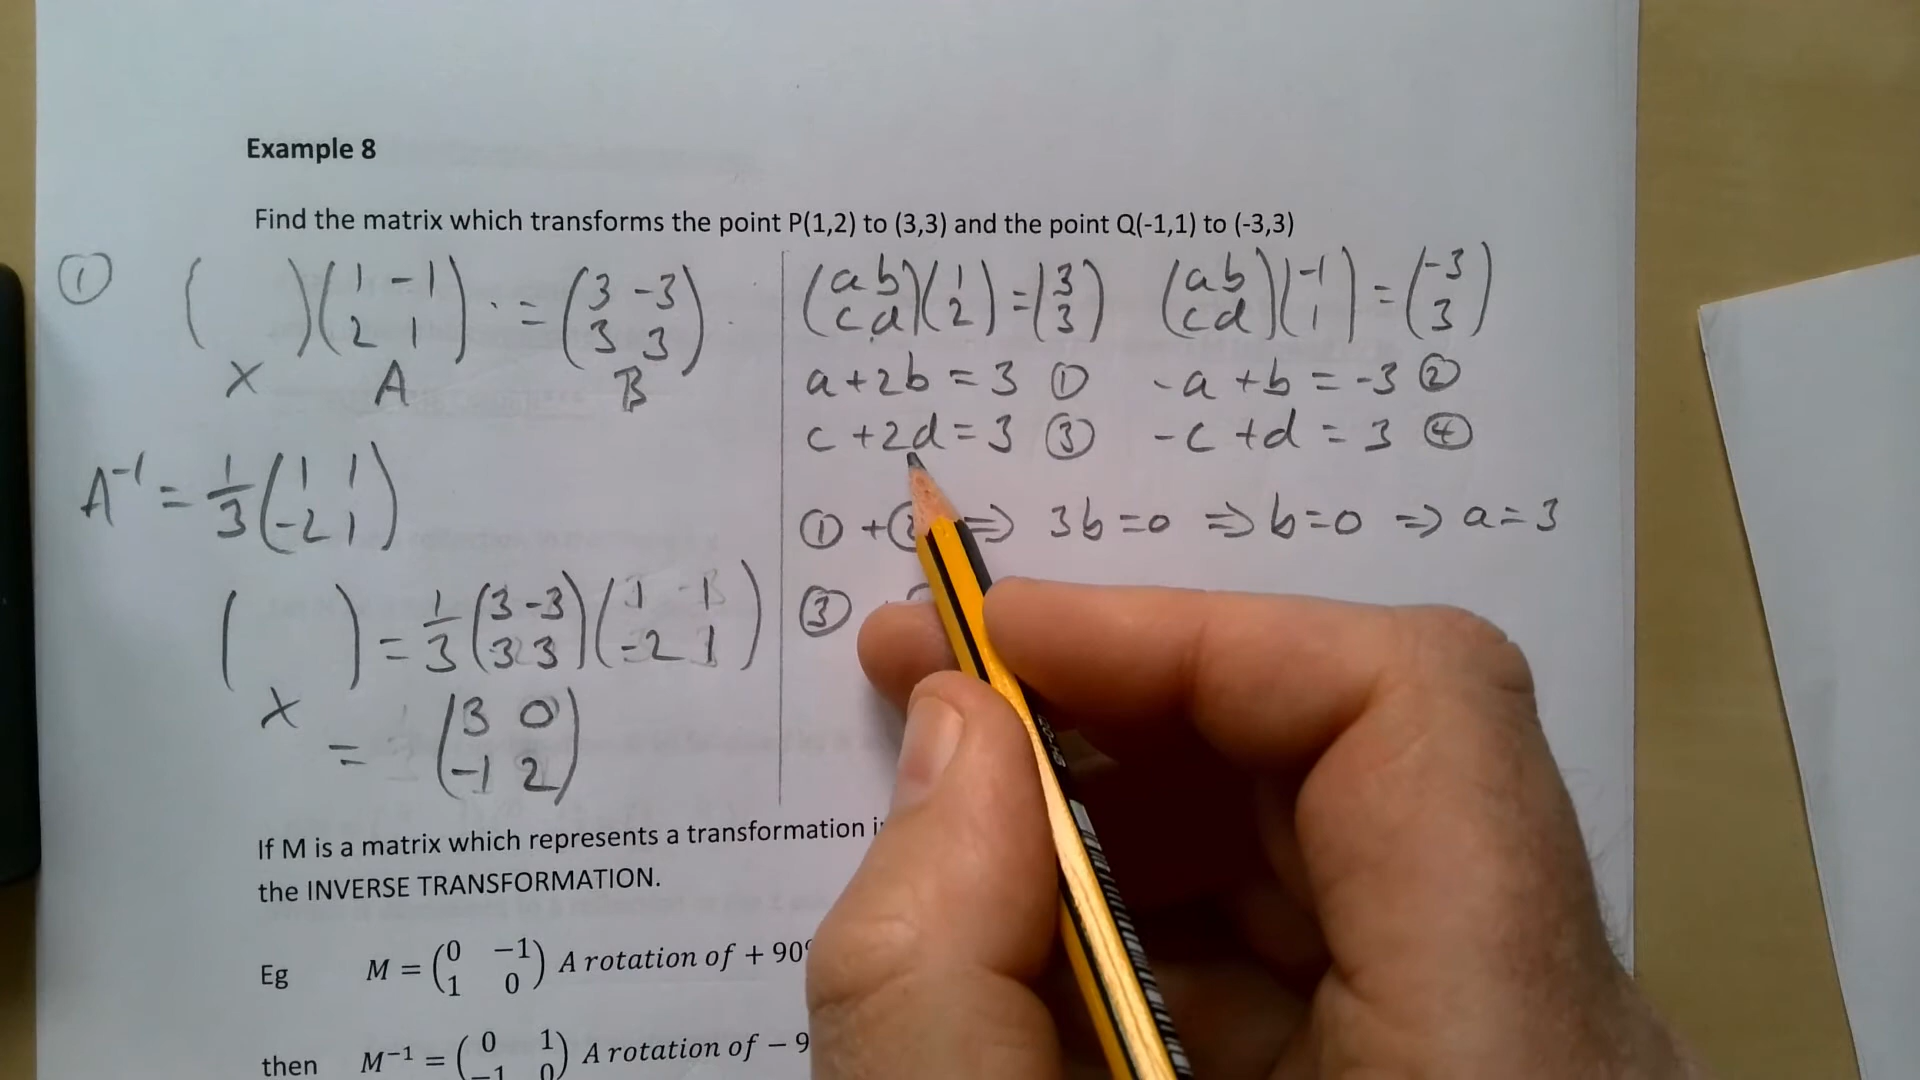 Example 8
Find the matrix which transforms the point P(1,2) to (3,3) and the point Q(-1,1) to (-3,3)
① ( ) (1 -1
2 1) = (3 -3
3 3)
X A B
A⁻¹ = 1/3 (1 1
-2 1)
( ) = 1/3 (3 -3
3 3) (1 1
-2 1)
X
= (3 0
-1 2)
(a b
c d) (1
2) = (3
3) (a b
c d) (-1
1) = (-3
3)
a + 2b = 3 ① -a + b = -3 ②
c + 2d = 3 ③ -c + d = 3 ④
① + ② ⇒ 3b = 0 ⇒ b = 0 ⇒ a = 3
③
If M is a matrix which represents a transformation
the INVERSE TRANSFORMATION.
Eg M = (0 −1
1 0) A rotation of + 90°
then M⁻¹ = (0 1
−1 0) A rotation of − 9